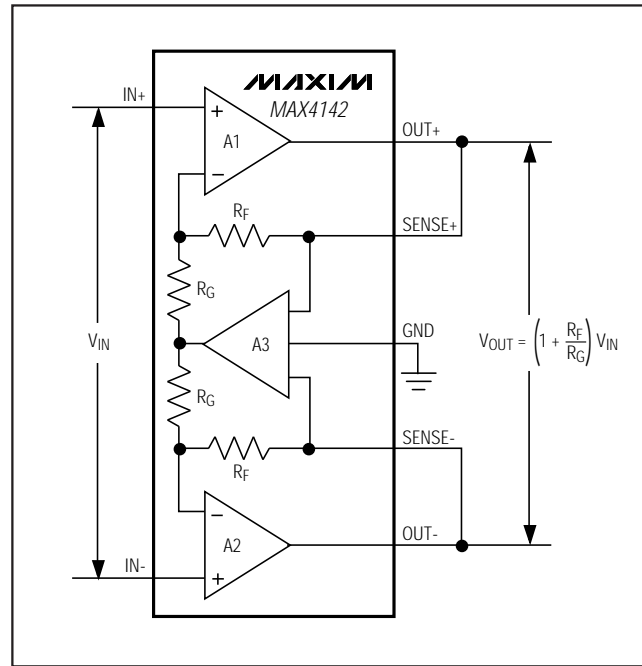 MAXIM
MAX4142
IN+
+
A1
−
OUT+
RF
SENSE+
RG
VIN
A3
GND
VOUT = (1 + RF/RG) VIN
RG
SENSE-
RF
−
A2
OUT-
+
IN-